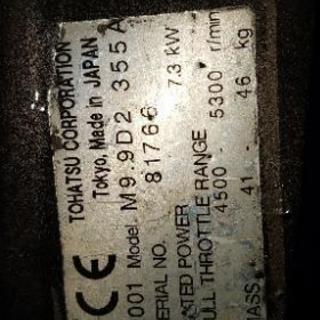 TOHATSU CORPORATION
Tokyo, Made in JAPAN
CE
001 Model M9.9D2 355A
ERIAL NO. 81766
ATED POWER 7.3 kW
ULL THROTTLE RANGE
4500 - 5300 r/min
MASS 41 - 46 kg